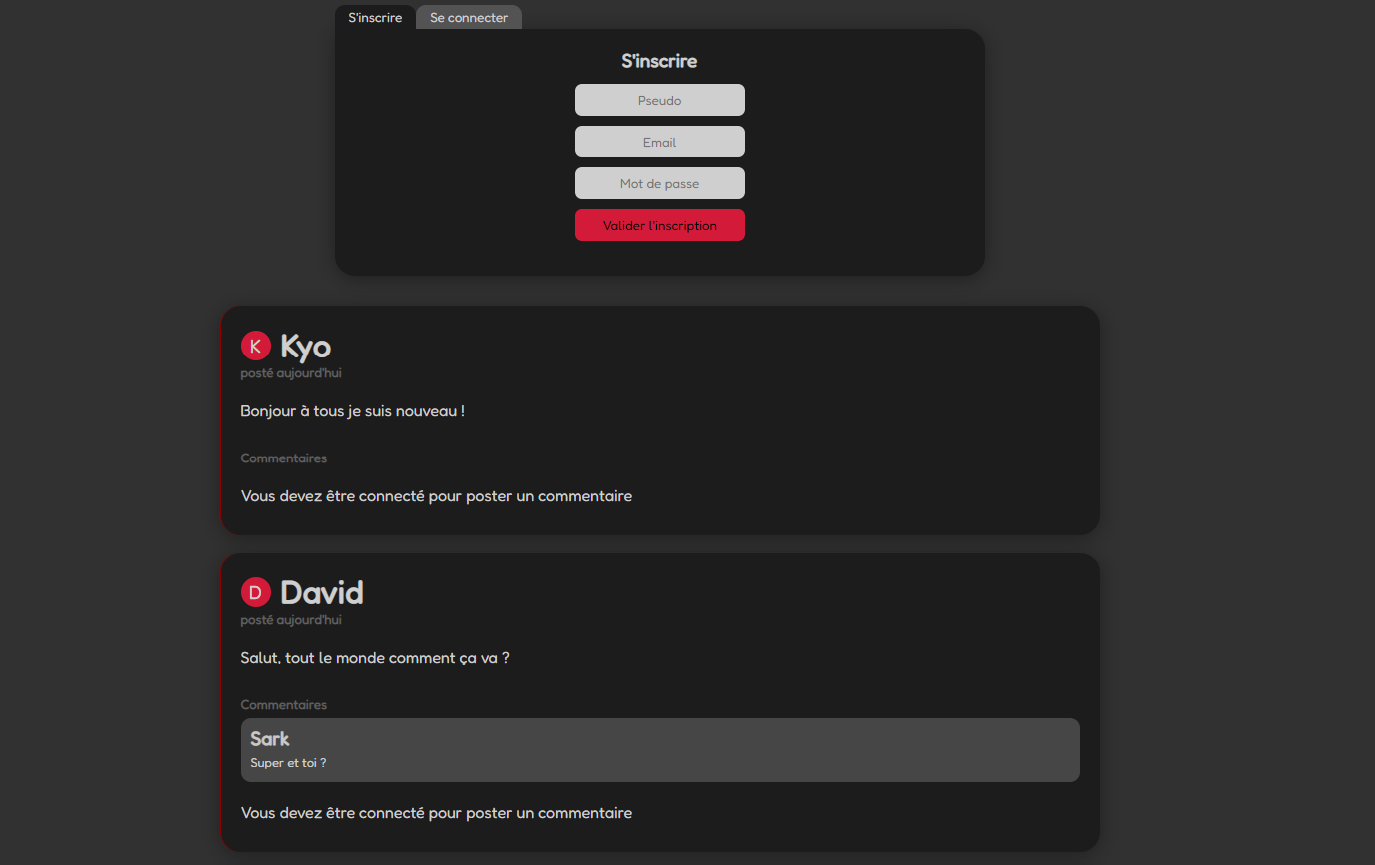 S'inscrire Se connecter
S'inscrire
Pseudo
Email
Mot de passe
Valider l'inscription
K Kyo
posté aujourd'hui
Bonjour à tous je suis nouveau !
Commentaires
Vous devez être connecté pour poster un commentaire
D David
posté aujourd'hui
Salut, tout le monde comment ça va ?
Commentaires
Sark
Super et toi ?
Vous devez être connecté pour poster un commentaire